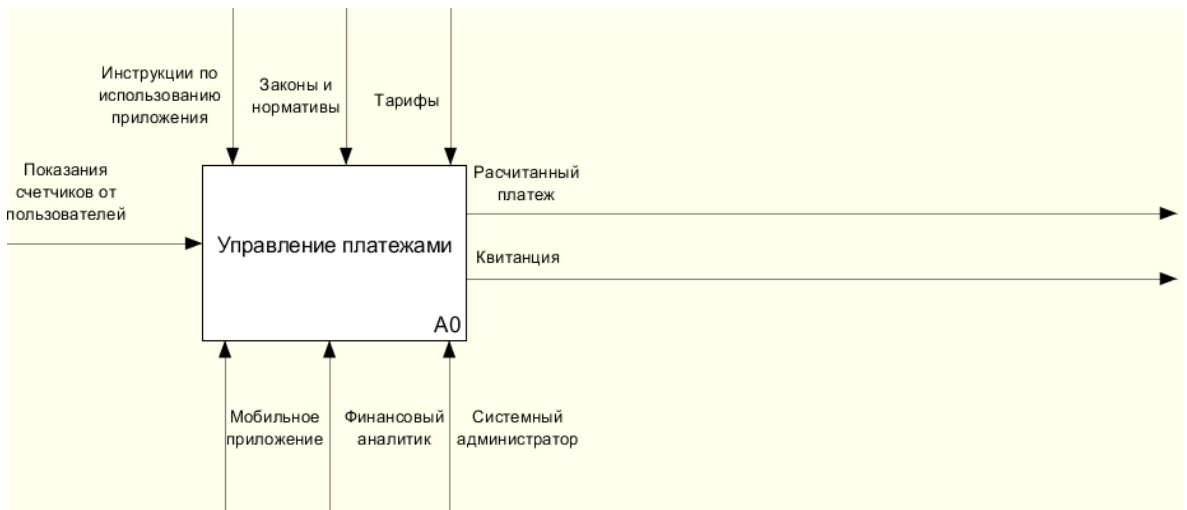 Инструкции по
использованию
приложения
Законы и
нормативы
Тарифы
Показания
счетчиков от
пользователей
Расчитанный
платеж
Управление платежами
Квитанция
A0
Мобильное
приложение
Финансовый
аналитик
Системный
администратор